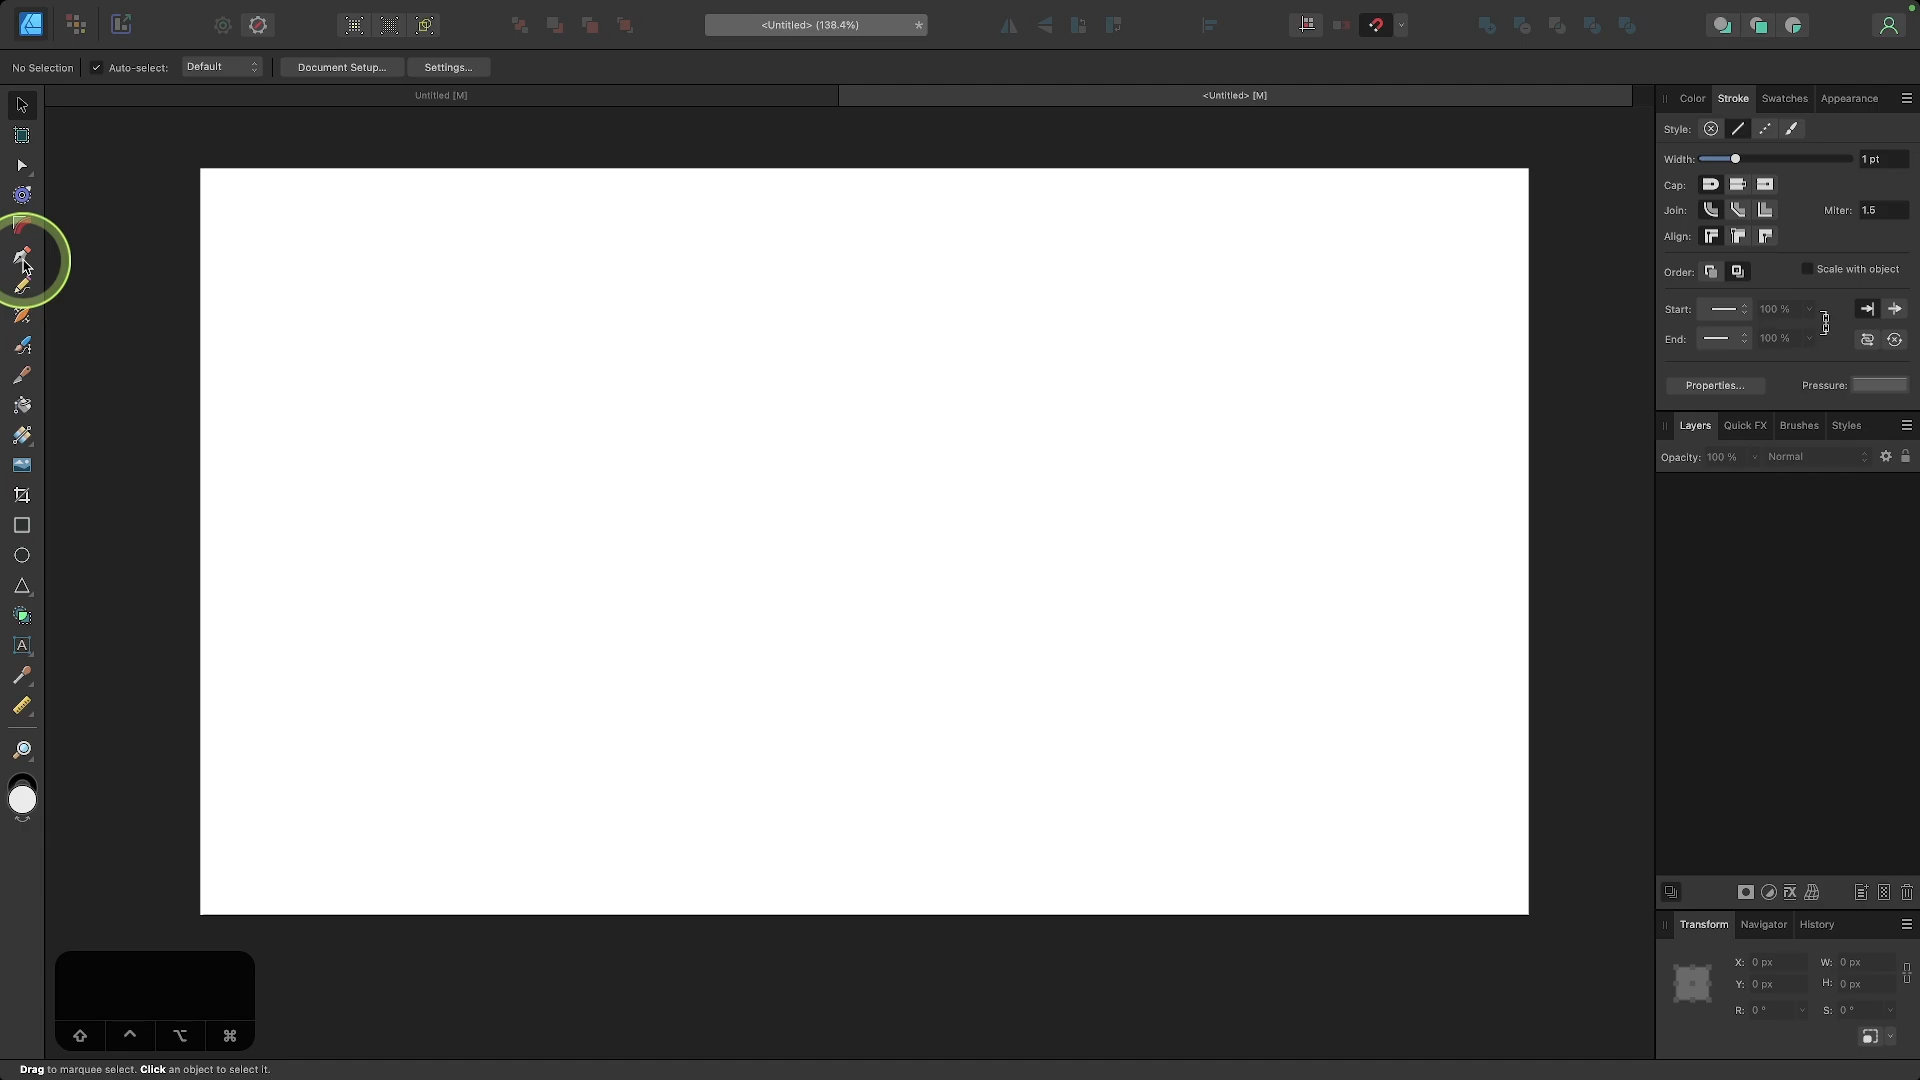 <Untitled> (138.4%)
*
No Selection
Auto-select:
Default
Document Setup...
Settings...
Untitled [M]
<Untitled> [M]
Color
Stroke
Swatches
Appearance
Style:
Width:
1 pt
Cap:
Join:
Miter:
1.5
Align:
Order:
Scale with object
Start:
100 %
End:
100 %
Properties...
Pressure:
Layers
Quick FX
Brushes
Styles
Opacity:
100 %
Normal
Transform
Navigator
History
X: 0 px
W: 0 px
Y: 0 px
H: 0 px
R: 0 °
S: 0 °
Drag to marquee select. Click an object to select it.